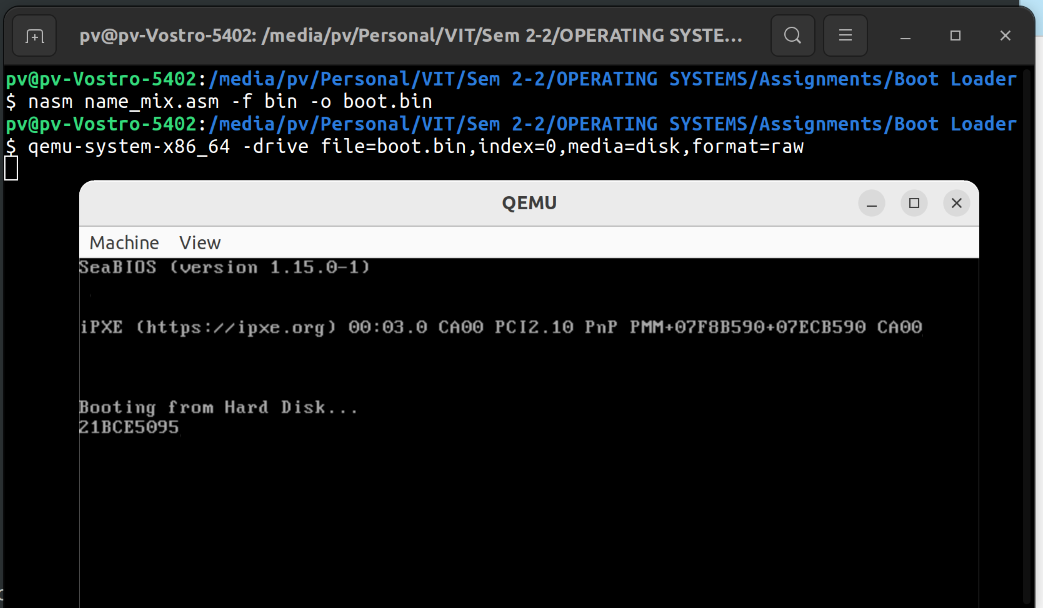 pv@pv-Vostro-5402: /media/pv/Personal/VIT/Sem 2-2/OPERATING SYSTE...
pv@pv-Vostro-5402:/media/pv/Personal/VIT/Sem 2-2/OPERATING SYSTEMS/Assignments/Boot Loader
$ nasm name_mix.asm -f bin -o boot.bin
pv@pv-Vostro-5402:/media/pv/Personal/VIT/Sem 2-2/OPERATING SYSTEMS/Assignments/Boot Loader
$ qemu-system-x86_64 -drive file=boot.bin,index=0,media=disk,format=raw
QEMU
Machine View
SeaBIOS (version 1.15.0-1)
iPXE (https://ipxe.org) 00:03.0 CA00 PCI2.10 PnP PMM+07F8B590+07ECB590 CA00
Booting from Hard Disk...
21BCE5095